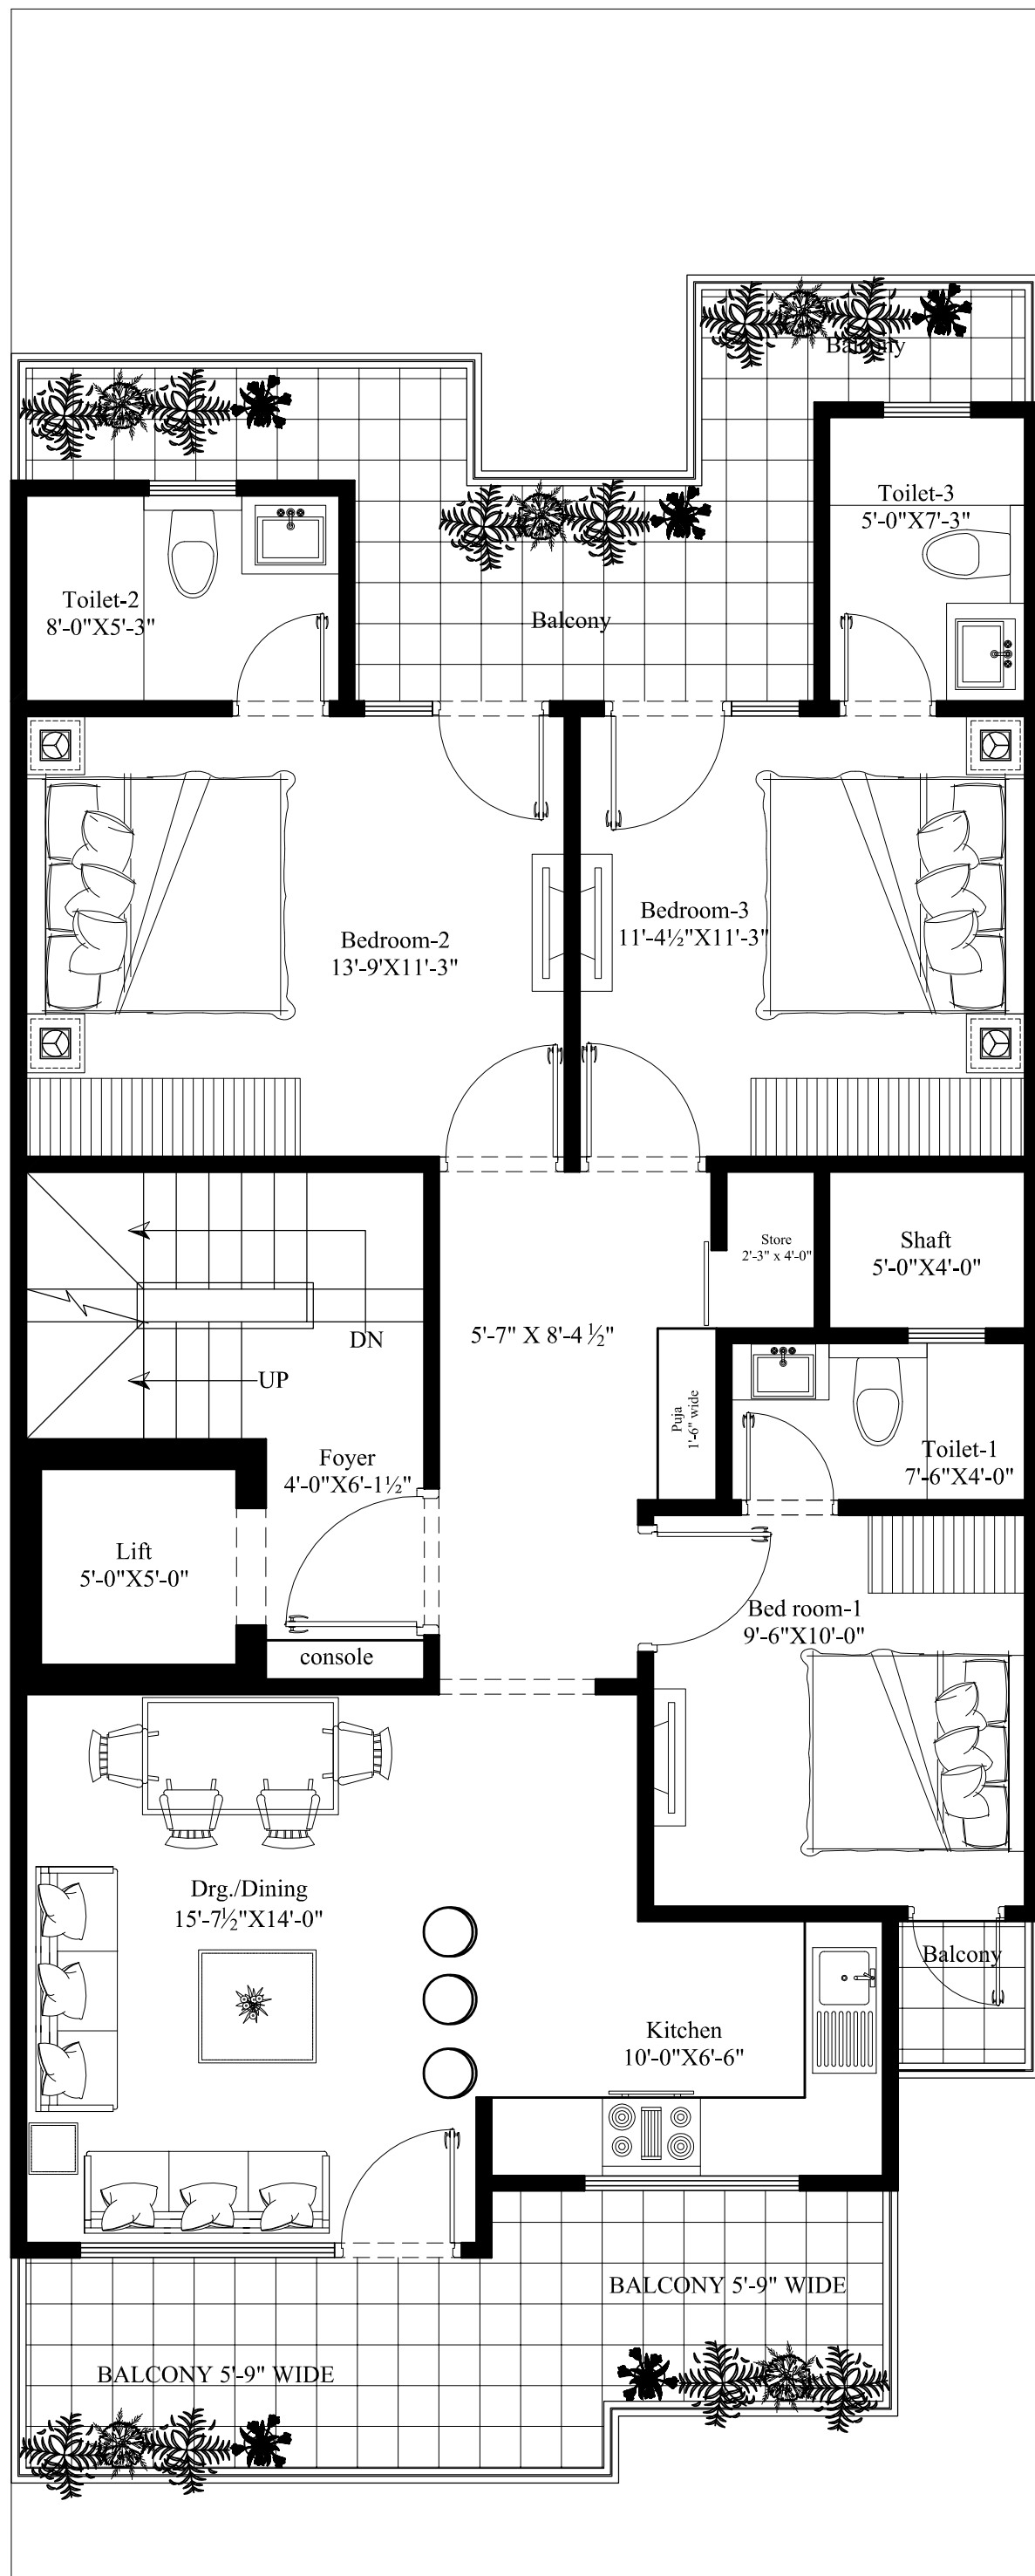 Balcony
Toilet-3
5'-0"X7'-3"
Toilet-2
8'-0"X5'-3"
Balcony
Bedroom-3
11'-4½"X11'-3"
Bedroom-2
13'-9'X11'-3"
Store
2'-3" x 4'-0"
Shaft
5'-0"X4'-0"
5'-7" X 8'-4 ½"
DN
UP
Puja
1'-6" wide
Toilet-1
7'-6"X4'-0"
Foyer
4'-0"X6'-1½"
Lift
5'-0"X5'-0"
Bed room-1
9'-6"X10'-0"
console
Drg./Dining
15'-7½"X14'-0"
Balcony
Kitchen
10'-0"X6'-6"
BALCONY 5'-9" WIDE
BALCONY 5'-9" WIDE